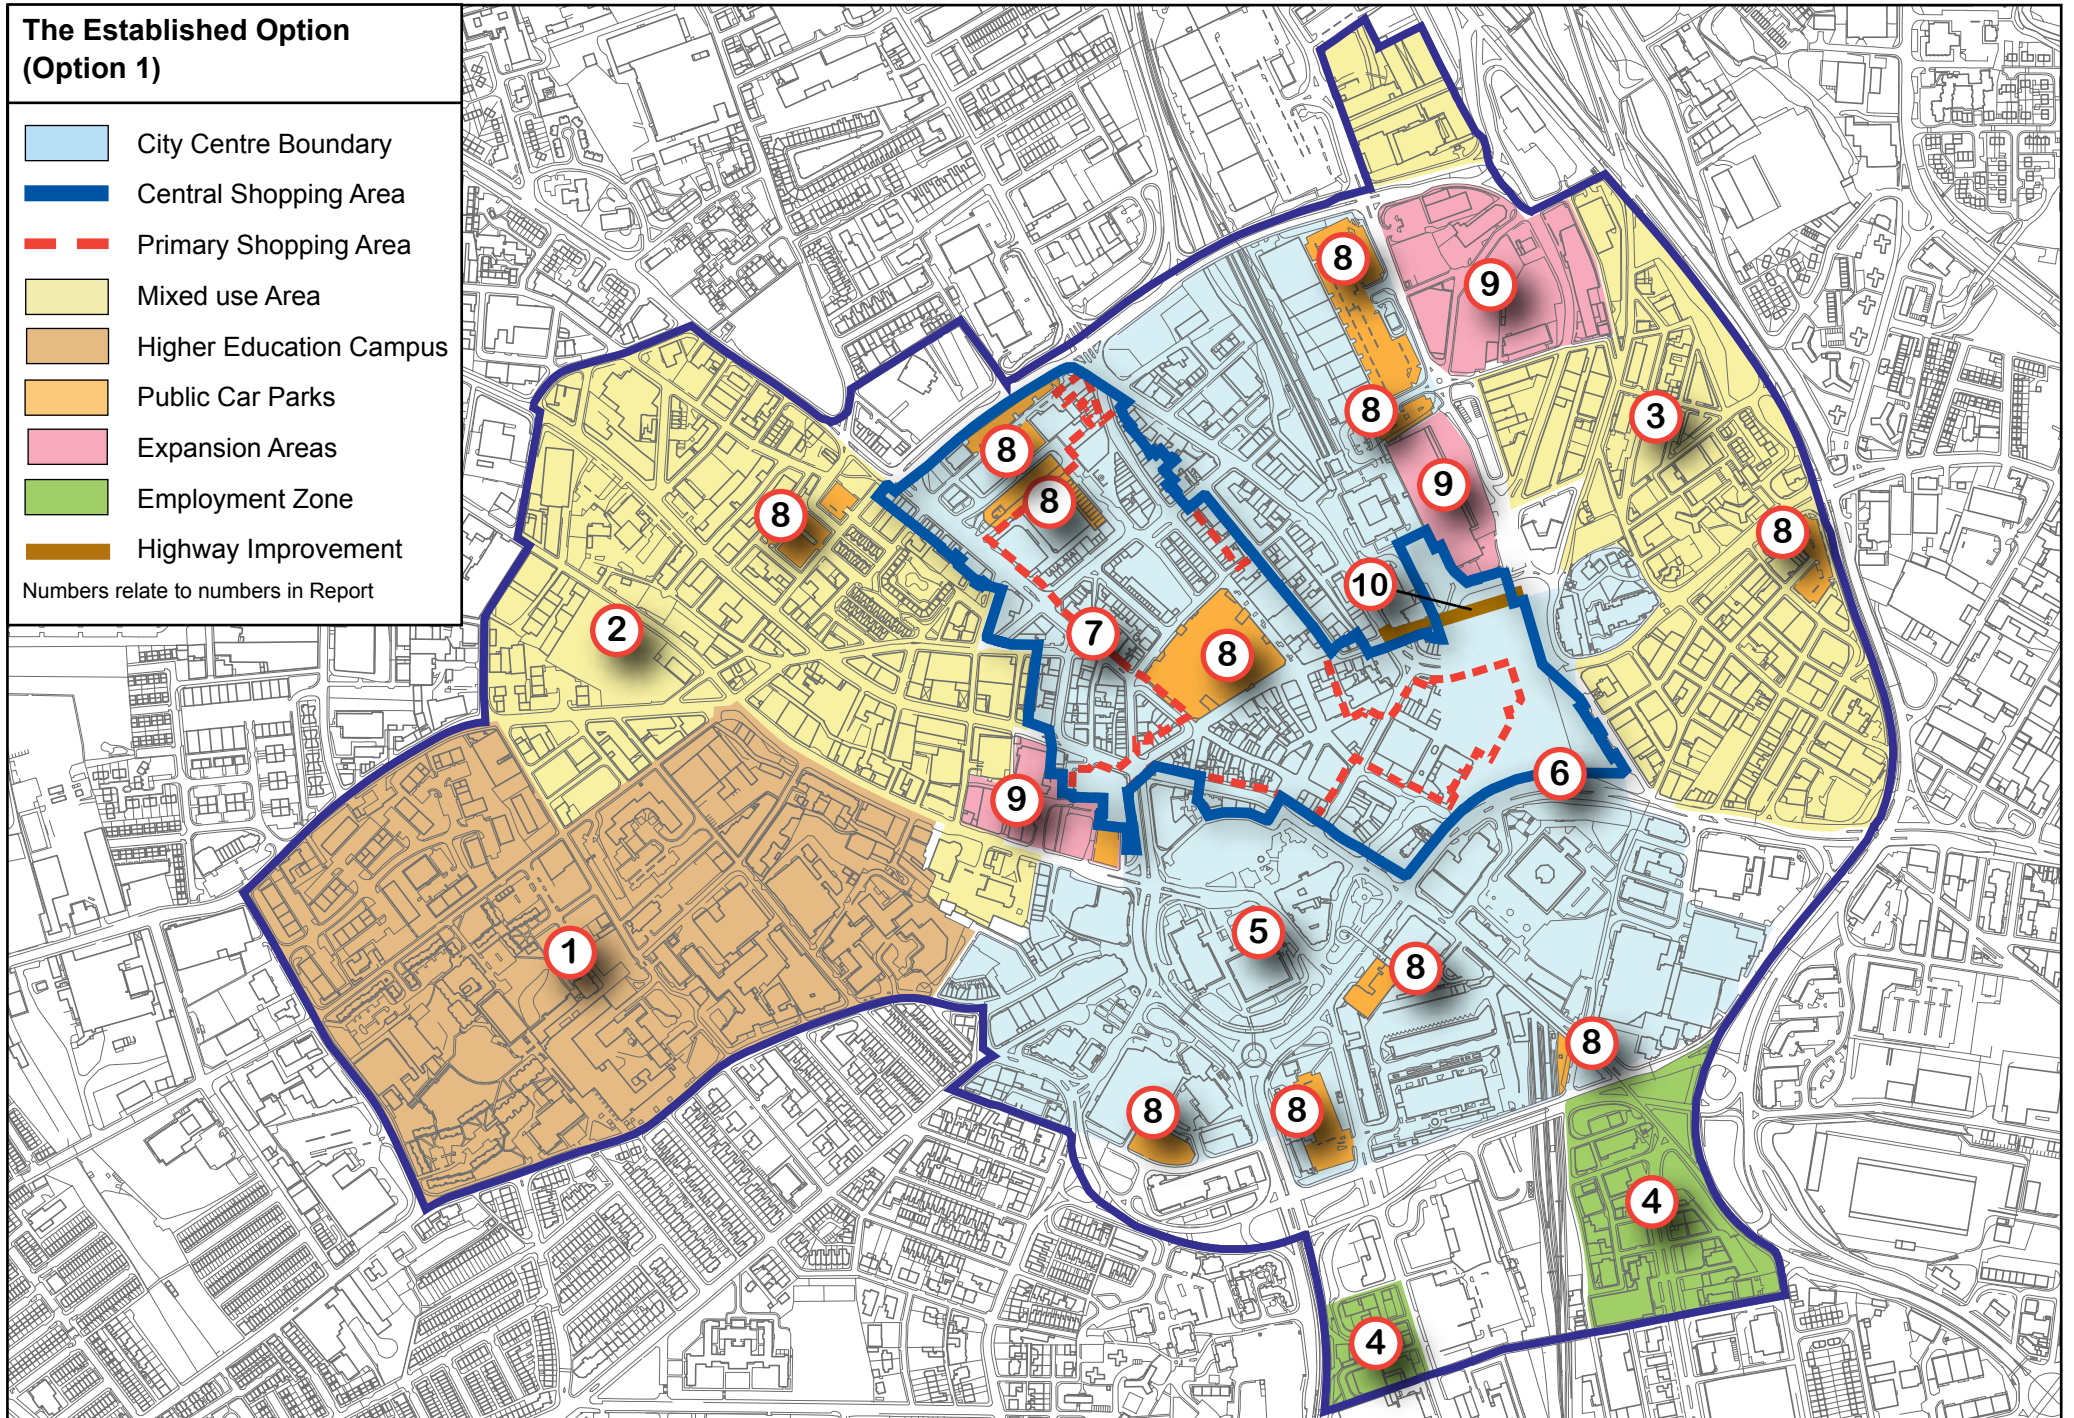 The Established Option
(Option 1)
City Centre Boundary
Central Shopping Area
Primary Shopping Area
Mixed use Area
Higher Education Campus
Public Car Parks
Expansion Areas
Employment Zone
Highway Improvement
Numbers relate to numbers in Report
8
9
8
3
8
9
8
8
8
8
10
2
7
8
6
9
5
1
8
8
8
8
4
4